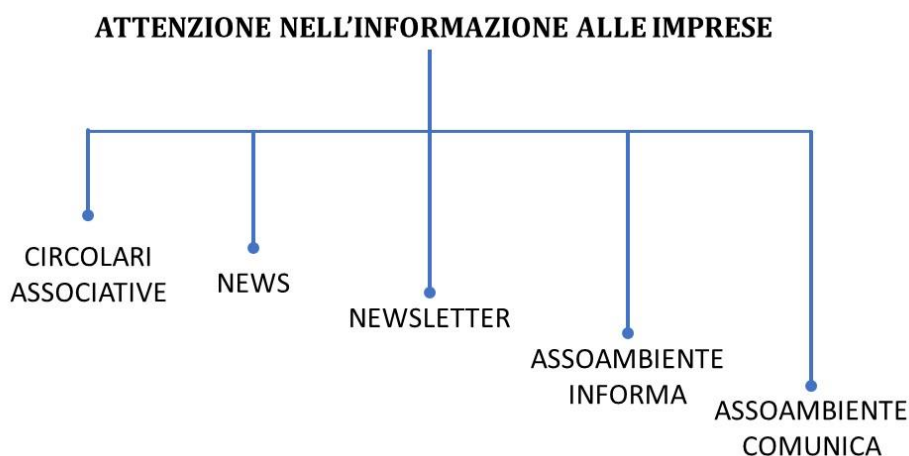 ATTENZIONE NELL’INFORMAZIONE ALLE IMPRESE
CIRCOLARI
ASSOCIATIVE
NEWS
NEWSLETTER
ASSOAMBIENTE
INFORMA
ASSOAMBIENTE
COMUNICA